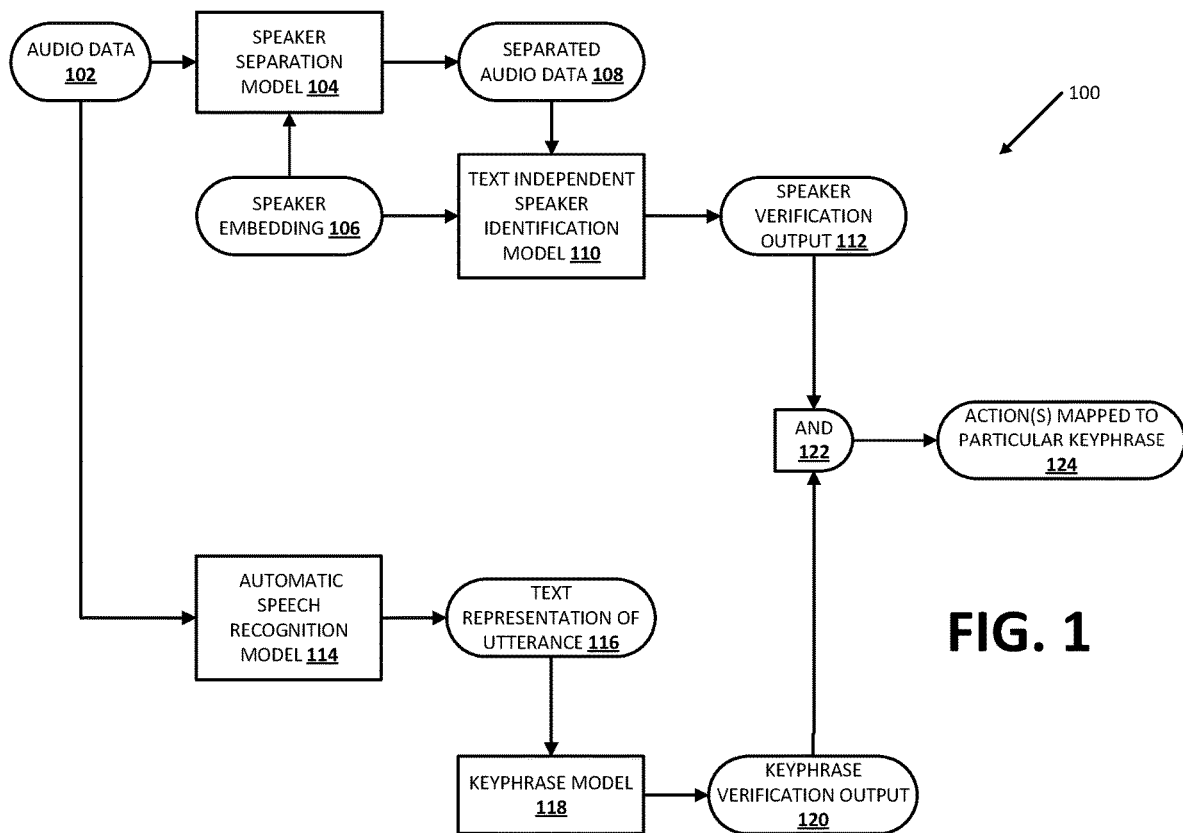 AUDIO DATA
102
SPEAKER
SEPARATION
MODEL 104
SEPARATED
AUDIO DATA 108
100
SPEAKER
EMBEDDING 106
TEXT INDEPENDENT
SPEAKER
IDENTIFICATION
MODEL 110
SPEAKER
VERIFICATION
OUTPUT 112
AND
122
ACTION(S) MAPPED TO
PARTICULAR KEYPHRASE
124
AUTOMATIC
SPEECH
RECOGNITION
MODEL 114
TEXT
REPRESENTATION OF
UTTERANCE 116
FIG. 1
KEYPHRASE MODEL
118
KEYPHRASE
VERIFICATION OUTPUT
120